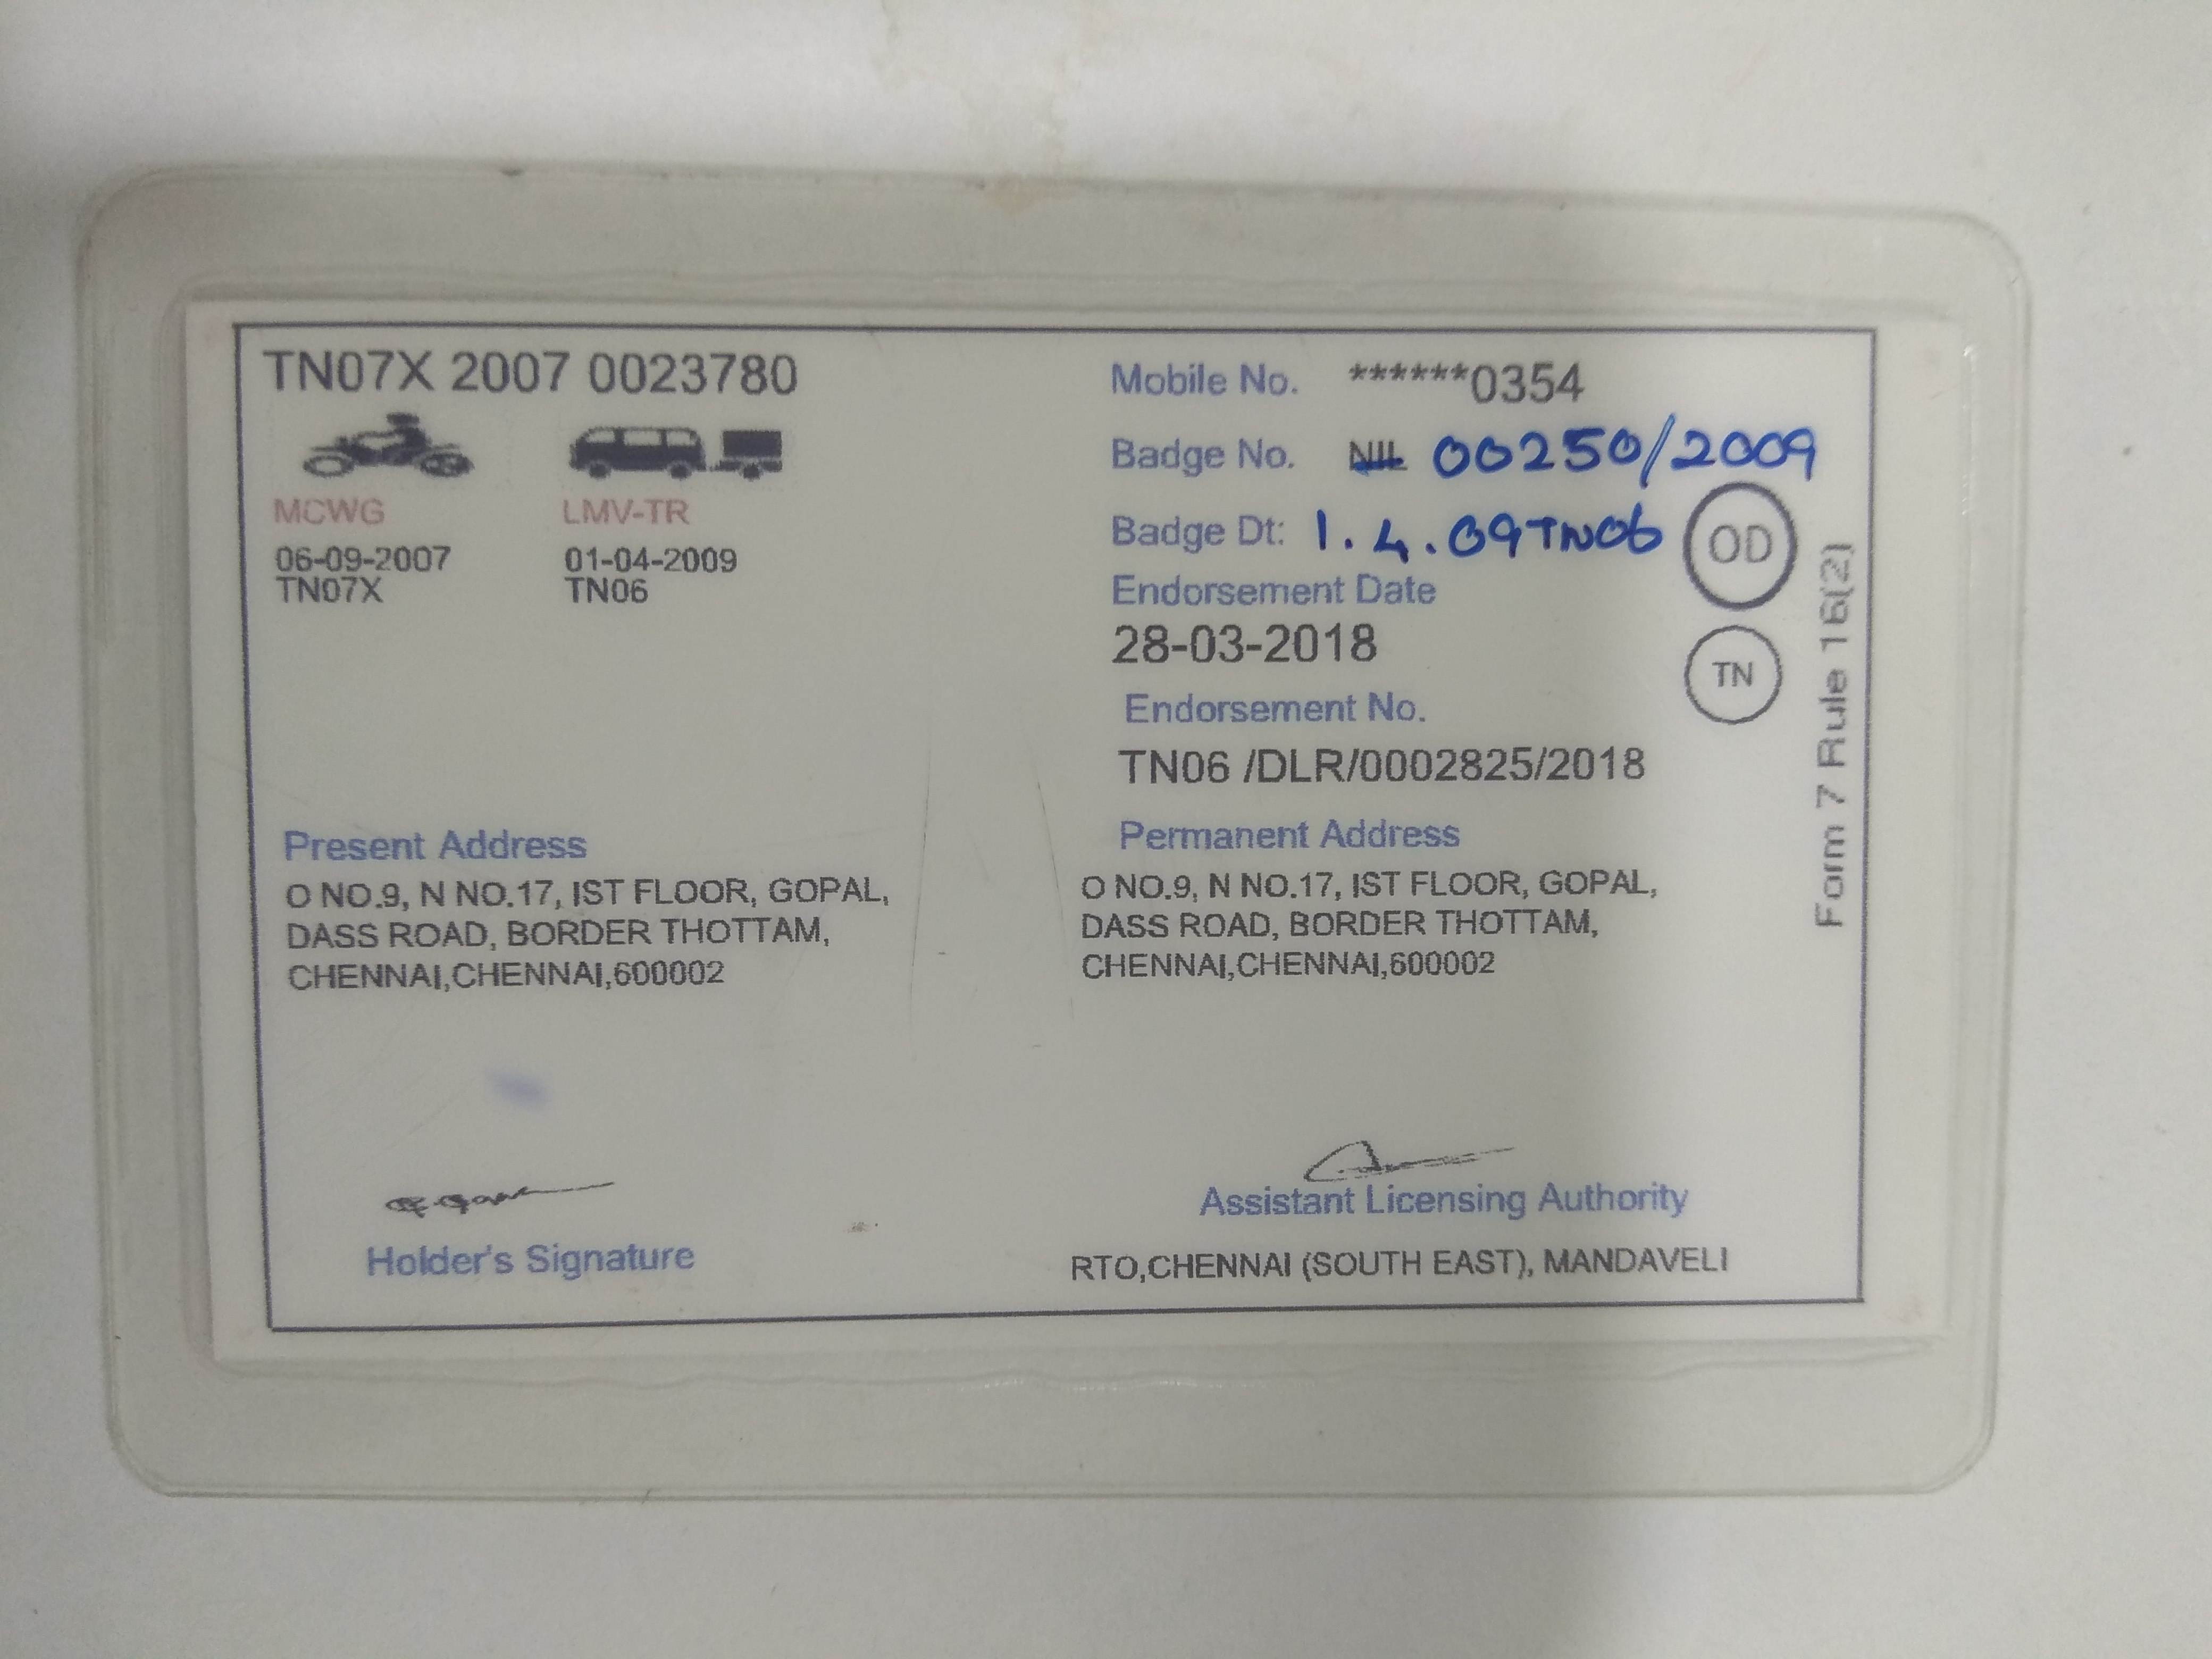 TN07X 2007 0023780
MCWG LMV-TR
06-09-2007 01-04-2009
TN07X TN06
Mobile No. ******0354
Badge No. NIL 00250/2009
Badge Dt: 1.4.09 TN06
OD
Endorsement Date
28-03-2018
TN
Endorsement No.
TN06 /DLR/0002825/2018
Form 7 Rule 16(2)
Present Address
O NO.9, N NO.17, IST FLOOR, GOPAL,
DASS ROAD, BORDER THOTTAM,
CHENNAI,CHENNAI,600002
Permanent Address
O NO.9, N NO.17, IST FLOOR, GOPAL,
DASS ROAD, BORDER THOTTAM,
CHENNAI,CHENNAI,600002
Holder's Signature
Assistant Licensing Authority
RTO,CHENNAI (SOUTH EAST), MANDAVELI